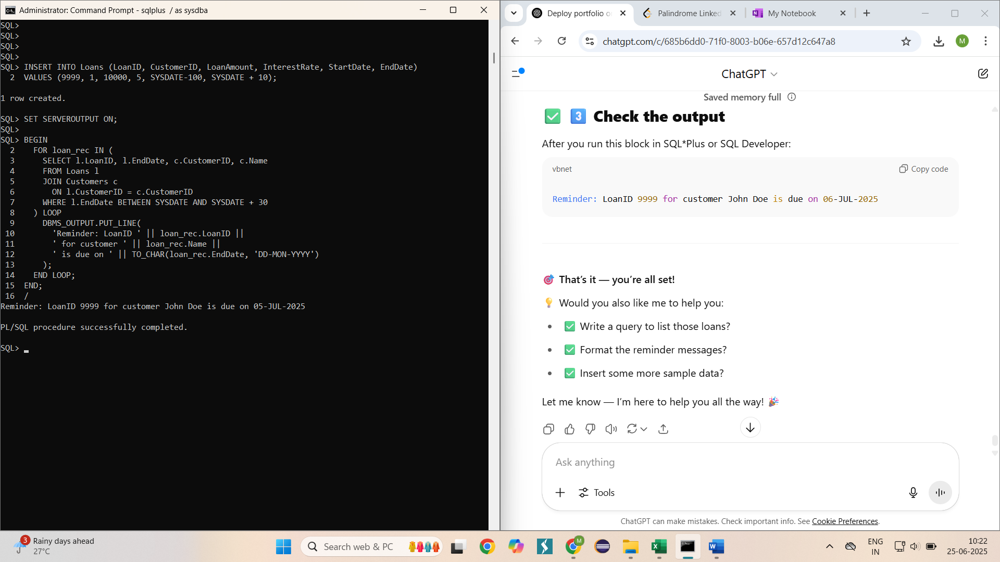 Administrator: Command Prompt - sqlplus  / as sysdba
SQL>
SQL>
SQL>
SQL>
SQL> INSERT INTO Loans (LoanID, CustomerID, LoanAmount, InterestRate, StartDate, EndDate)
  2  VALUES (9999, 1, 10000, 5, SYSDATE-100, SYSDATE + 10);
1 row created.
SQL> SET SERVEROUTPUT ON;
SQL>
SQL> BEGIN
  2    FOR loan_rec IN (
  3      SELECT l.LoanID, l.EndDate, c.CustomerID, c.Name
  4      FROM Loans l
  5      JOIN Customers c
  6        ON l.CustomerID = c.CustomerID
  7      WHERE l.EndDate BETWEEN SYSDATE AND SYSDATE + 30
  8    ) LOOP
  9      DBMS_OUTPUT.PUT_LINE(
 10        'Reminder: LoanID ' || loan_rec.LoanID ||
 11        ' for customer ' || loan_rec.Name ||
 12        ' is due on ' || TO_CHAR(loan_rec.EndDate, 'DD-MON-YYYY')
 13      );
 14    END LOOP;
 15  END;
 16  /
Reminder: LoanID 9999 for customer John Doe is due on 05-JUL-2025
PL/SQL procedure successfully completed.
SQL>
Deploy portfolio o
Palindrome Linked
My Notebook
chatgpt.com/c/685b6dd0-71f0-8003-b06e-657d12c647a8
M
ChatGPT
Saved memory full
✅ 3️⃣ Check the output
After you run this block in SQL*Plus or SQL Developer:
vbnet
Copy code
Reminder: LoanID 9999 for customer John Doe is due on 06-JUL-2025
🎯 That's it — you're all set!
💡 Would you also like me to help you:
• ✅ Write a query to list those loans?
• ✅ Format the reminder messages?
• ✅ Insert some more sample data?
Let me know — I'm here to help you all the way! 🎉
Ask anything
Tools
ChatGPT can make mistakes. Check important info. See Cookie Preferences.
3
Rainy days ahead
27°C
Search web & PC
M
ENG
IN
10:22
25-06-2025